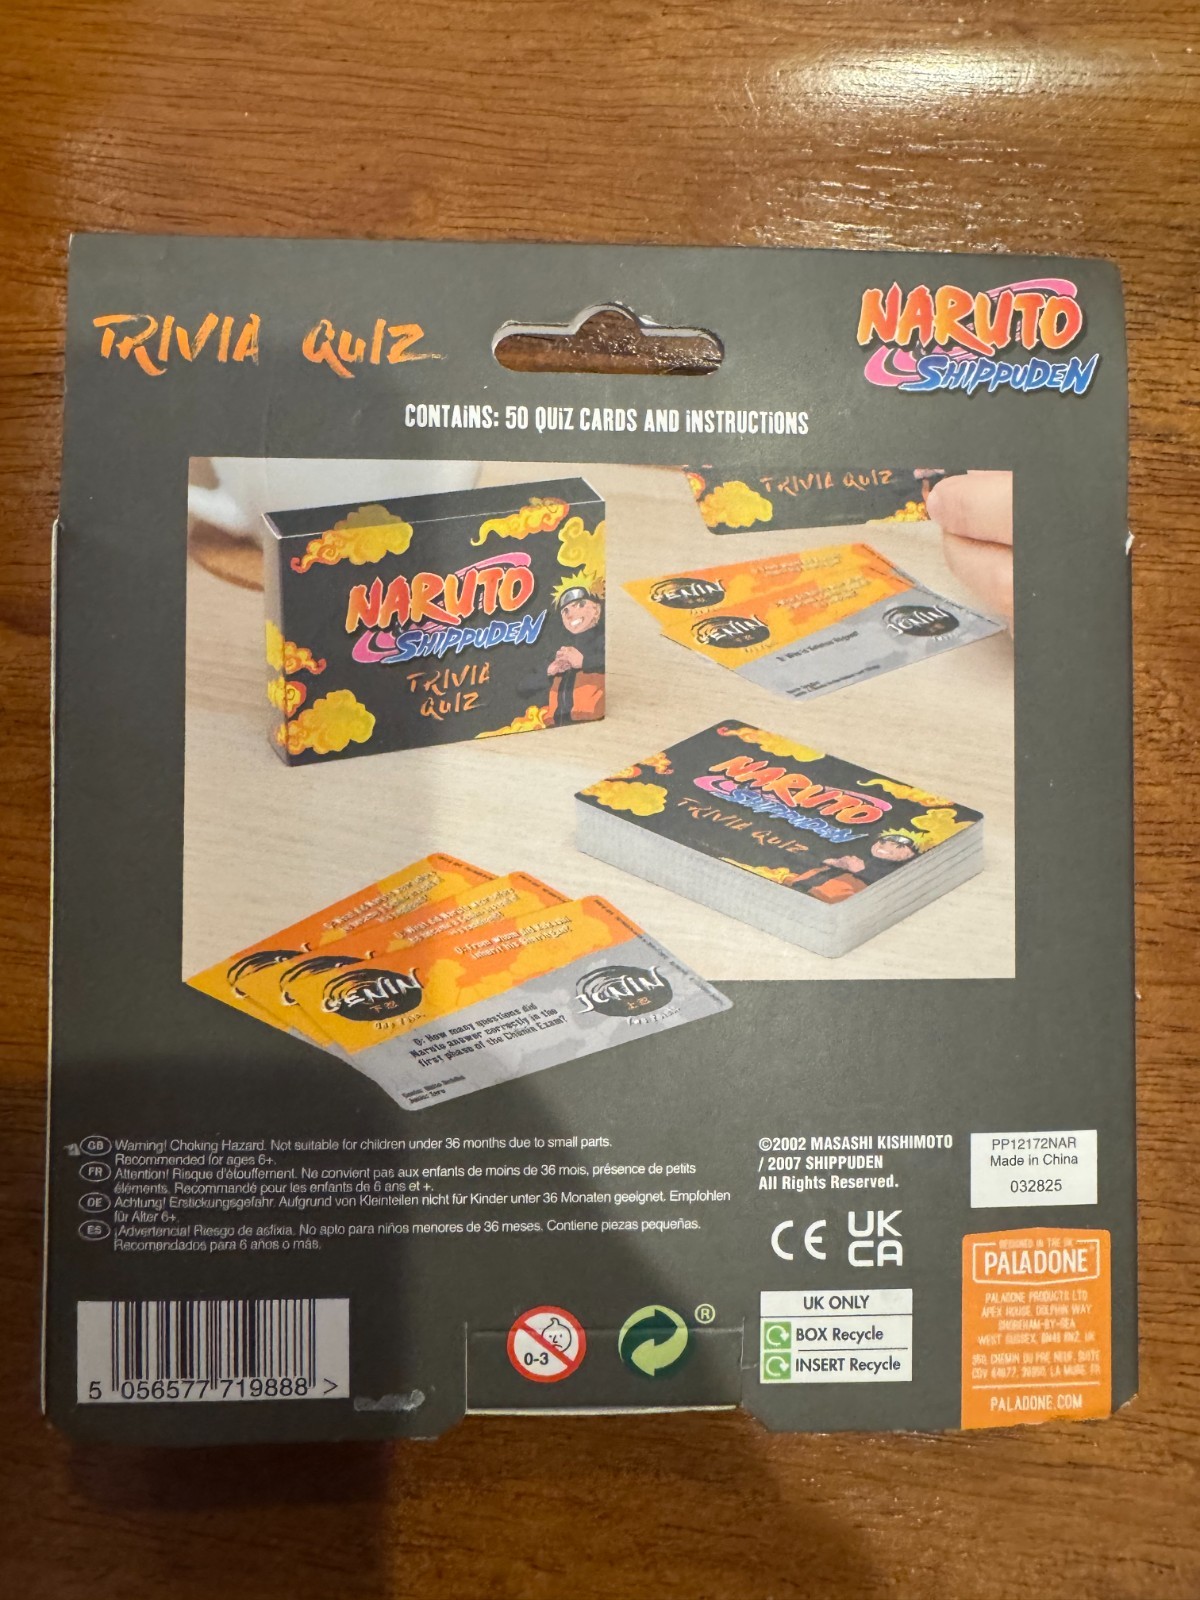 TRIVIA QUIZ
NARUTO
SHIPPUDEN
CONTAINS: 50 QUIZ CARDS AND INSTRUCTIONS
NARUTO
SHIPPUDEN
TRIVIA
QUIZ
TRIVIA QUIZ
GENIN
GENIN
JONIN
NARUTO
SHIPPUDEN
TRIVIA QUIZ
GENIN
下忍
JONIN
上忍
Q: How many questions did
Naruto answer correctly in the
first phase of the Chūnin Exam?
GB Warning! Choking Hazard. Not suitable for children under 36 months due to small parts.
Recommended for ages 6+.
FR Attention! Risque d'étouffement. Ne convient pas aux enfants de moins de 36 mois, présence de petits
éléments. Recommandé pour les enfants de 6 ans et +.
DE Achtung! Erstickungsgefahr. Aufgrund von Kleinteilen nicht für Kinder unter 36 Monaten geeignet. Empfohlen
für Alter 6+.
ES ¡Advertencia! Riesgo de asfixia. No apto para niños menores de 36 meses. Contiene piezas pequeñas.
Recomendados para 6 años o más.
©2002 MASASHI KISHIMOTO
/ 2007 SHIPPUDEN
All Rights Reserved.
PP12172NAR
Made in China
032825
CE
UK
CA
UK ONLY
BOX Recycle
INSERT Recycle
DESIGNED IN THE UK
PALADONE
PALADONE PRODUCTS LTD
APEX HOUSE, DOLPHIN WAY
SHOREHAM-BY-SEA
WEST SUSSEX, BN43 6NZ, UK
PALADONE.COM
0-3
®
5 056577 719888 >